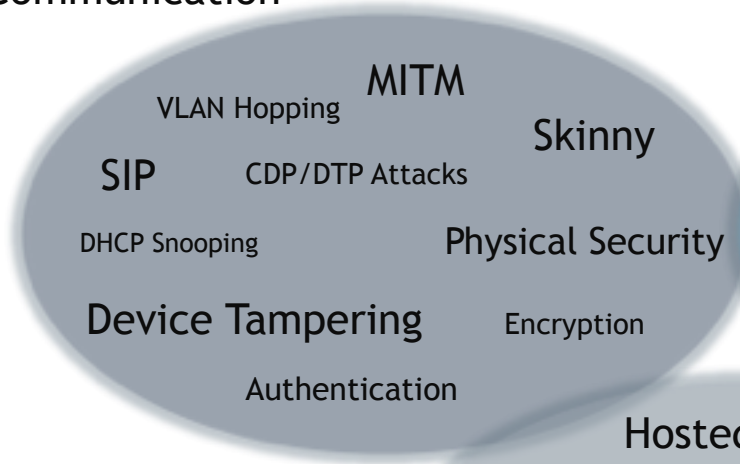 MITM
VLAN Hopping
Skinny
SIP
CDP/DTP Attacks
DHCP Snooping
Physical Security
Device Tampering
Encryption
Authentication